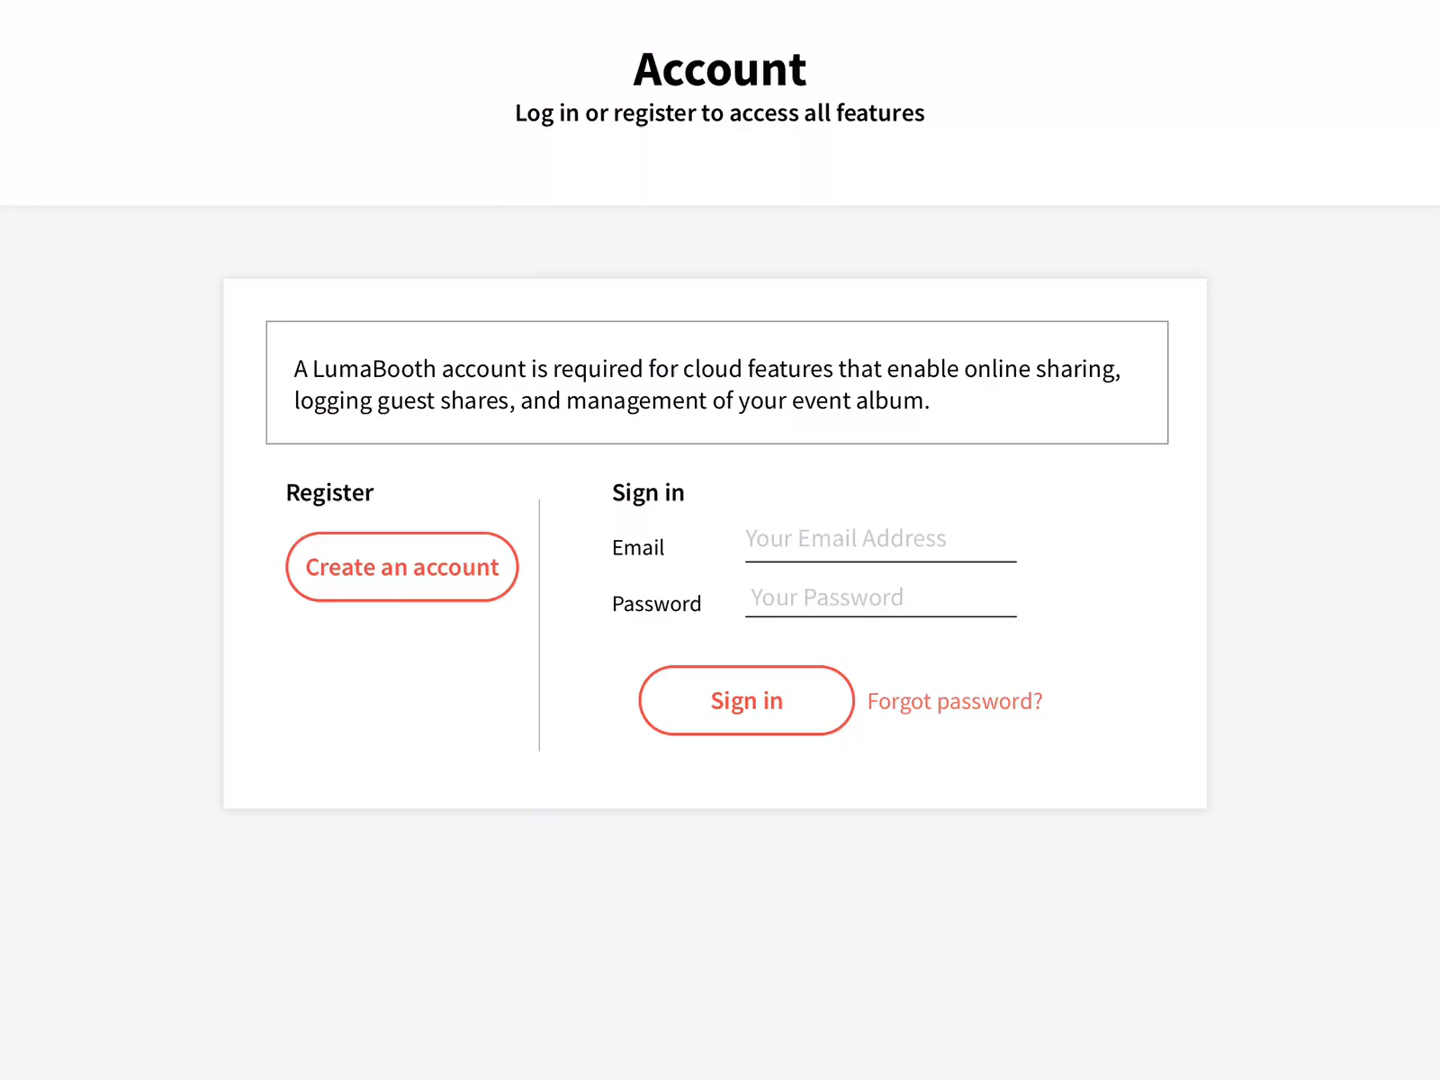 Account
Log in or register to access all features
A LumaBooth account is required for cloud features that enable online sharing,
logging guest shares, and management of your event album.
Register
Create an account
Sign in
Email
Your Email Address
Password
Your Password
Sign in
Forgot password?